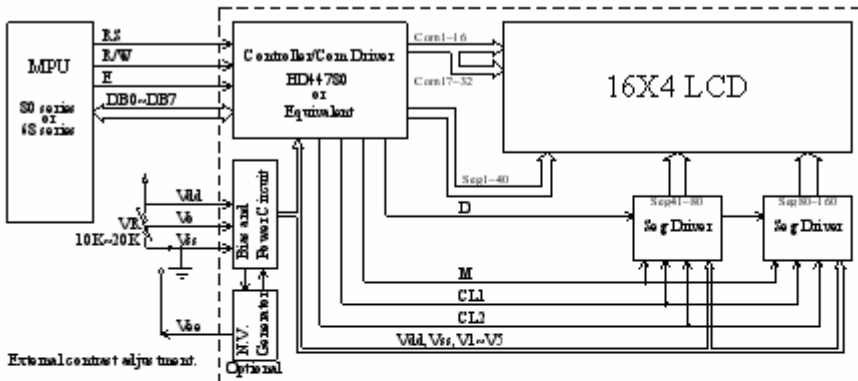 MPU
80 series
or
68 series
RS
R/W
E
DB0~DB7
Controller/Com Driver
HD44780
or
Equivalent
Com1-16
Com17-32
16X4 LCD
Seg1-40
D
Seg41-80
Seg Driver
Seg80-160
Seg Driver
Vdd
Vo
VR
10K~20K
Vss
Bias and
Power Circuit
M
CL1
CL2
Vdd, Vss, V1~V5
Vee
N.V.
Generator
Optional
External contrast adjustment.